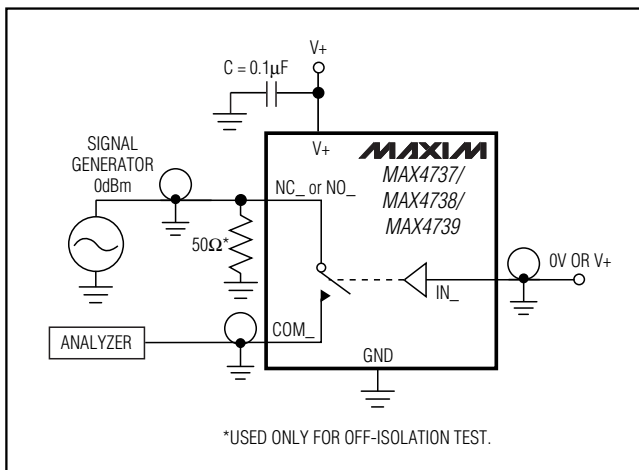 V+
C = 0.1µF
V+
MAXIM
SIGNAL
GENERATOR
0dBm
NC_ or NO_
MAX4737/
MAX4738/
MAX4739
50Ω*
0V OR V+
IN_
COM_
ANALYZER
GND
*USED ONLY FOR OFF-ISOLATION TEST.